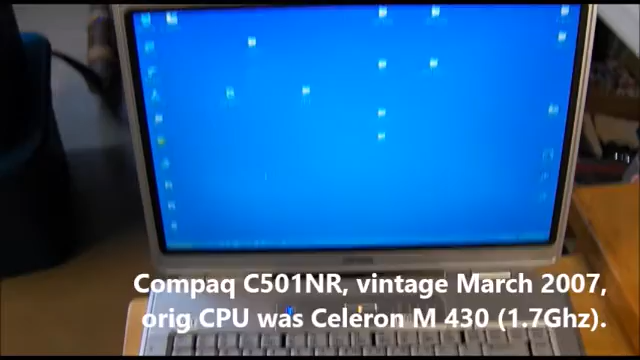 Compaq C501NR, vintage March 2007,
orig CPU was Celeron M 430 (1.7Ghz).